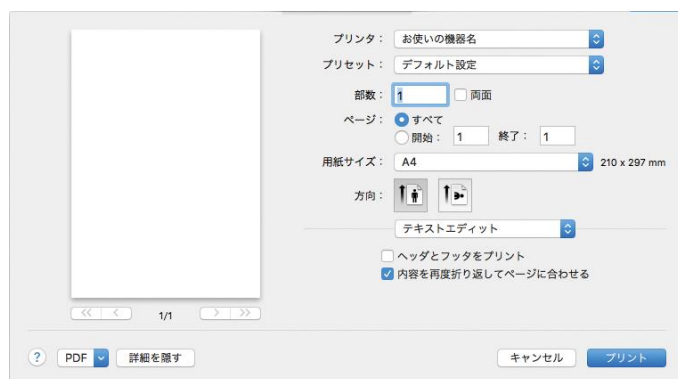 プリンタ： お使いの機器名
プリセット： デフォルト設定
部数： 1 両面
ページ： すべて
開始： 1 終了： 1
用紙サイズ： A4 210 x 297 mm
方向：
テキストエディット
ヘッダとフッタをプリント
内容を再度折り返してページに合わせる
<< < 1/1 > >>
? PDF 詳細を隠す キャンセル プリント